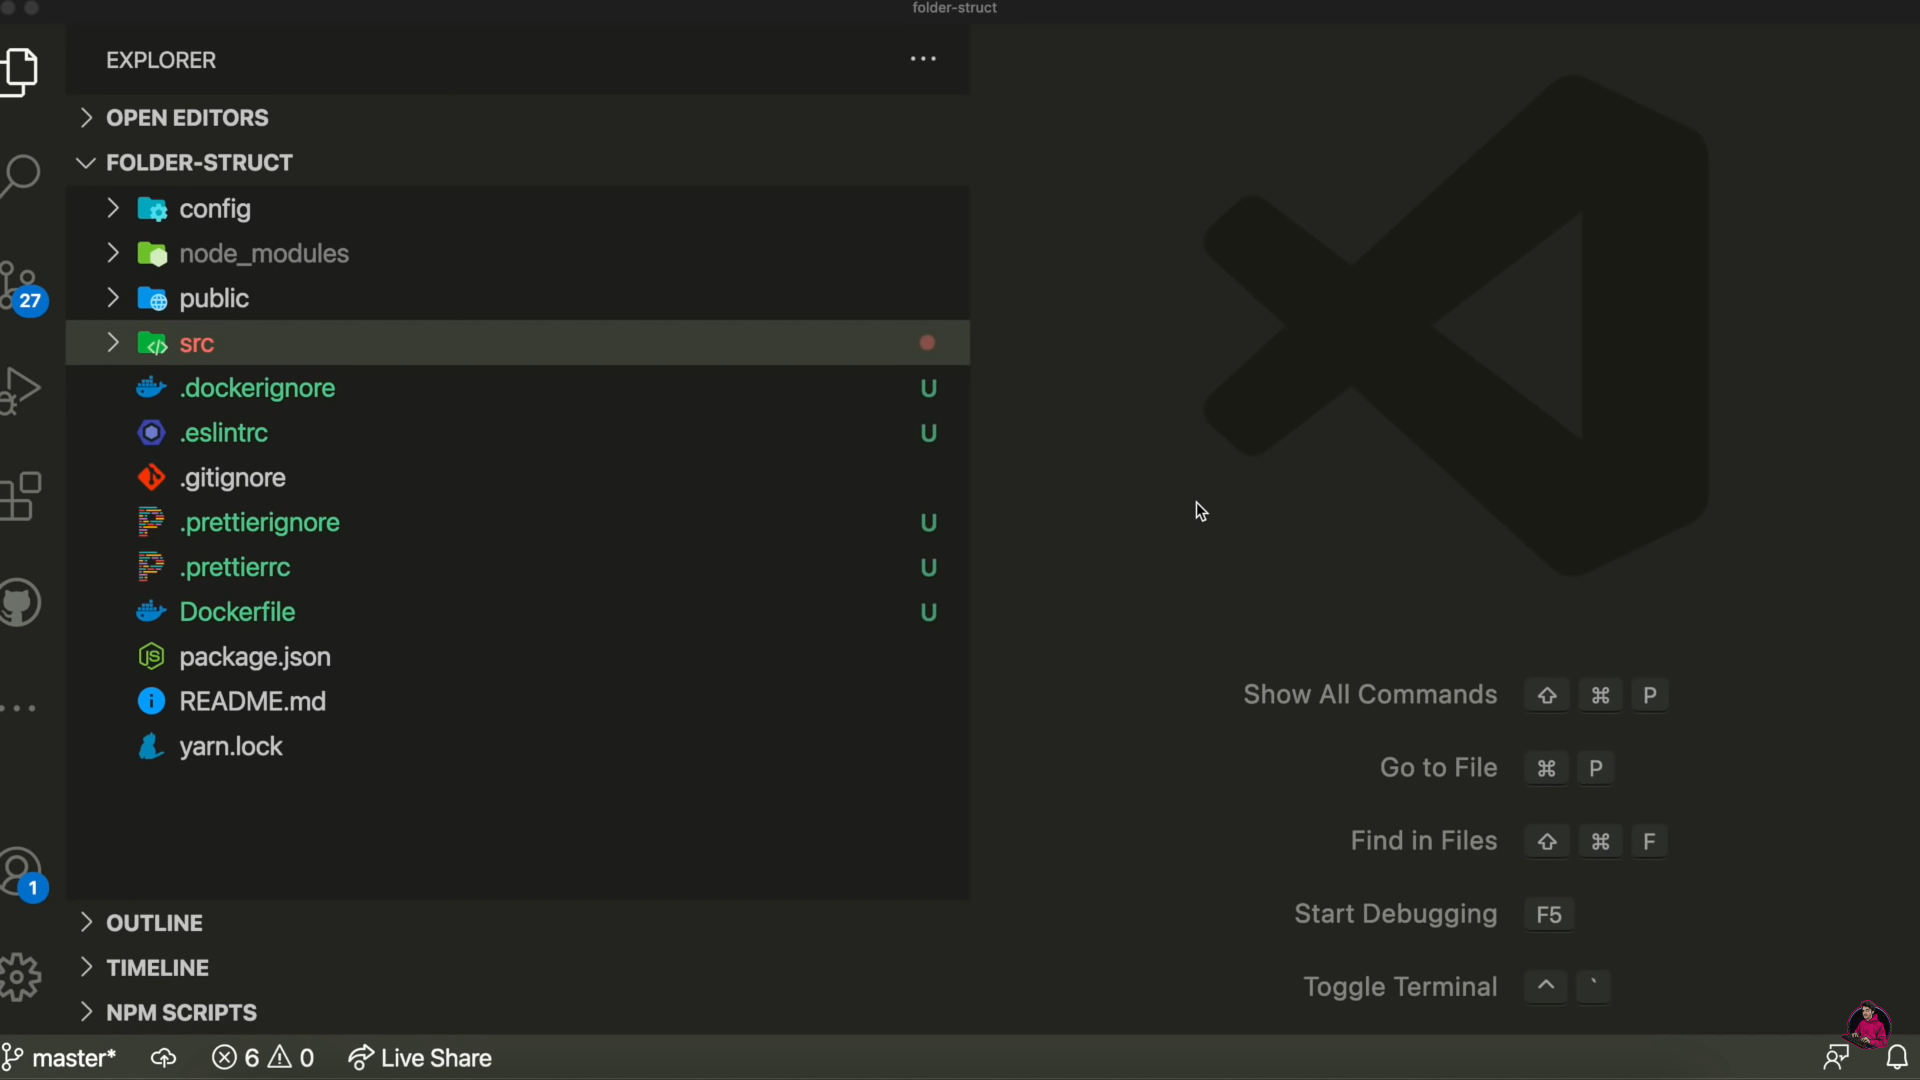 folder-struct
EXPLORER
OPEN EDITORS
FOLDER-STRUCT
config
node_modules
public
src
.dockerignore U
.eslintrc U
.gitignore
.prettierignore U
.prettierrc U
Dockerfile U
package.json
README.md
yarn.lock
27
1
OUTLINE
TIMELINE
NPM SCRIPTS
Show All Commands ⇧ ⌘ P
Go to File ⌘ P
Find in Files ⇧ ⌘ F
Start Debugging F5
Toggle Terminal ^ `
master* 6 0 Live Share